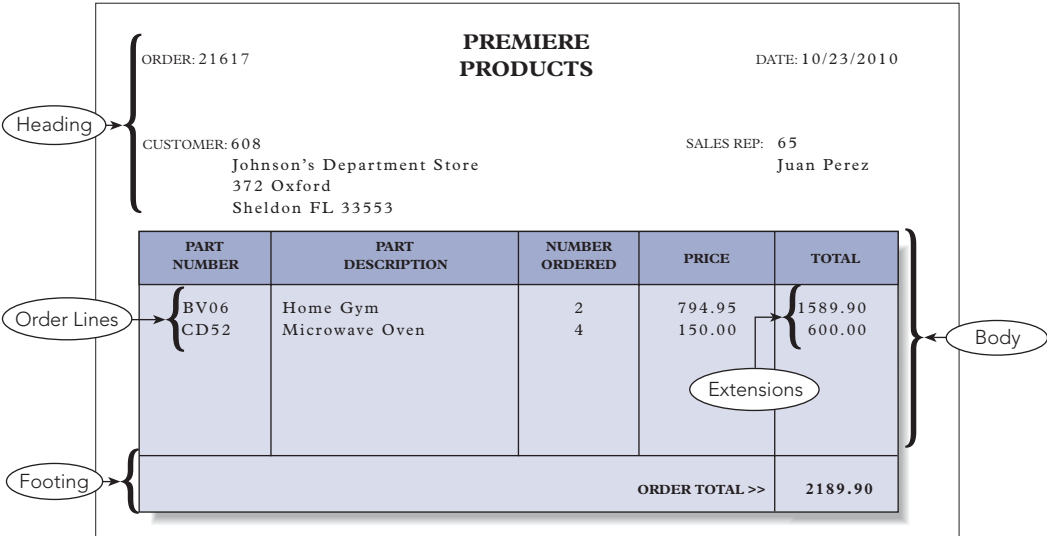 PREMIERE
PRODUCTS
ORDER: 21617
DATE: 10/23/2010
Heading
CUSTOMER: 608
Johnson's Department Store
372 Oxford
Sheldon FL 33553
SALES REP: 65
Juan Perez
PART NUMBER PART DESCRIPTION NUMBER ORDERED PRICE TOTAL
Order Lines
BV06 Home Gym 2 794.95 1589.90
CD52 Microwave Oven 4 150.00 600.00
Body
Extensions
Footing
ORDER TOTAL >> 2189.90